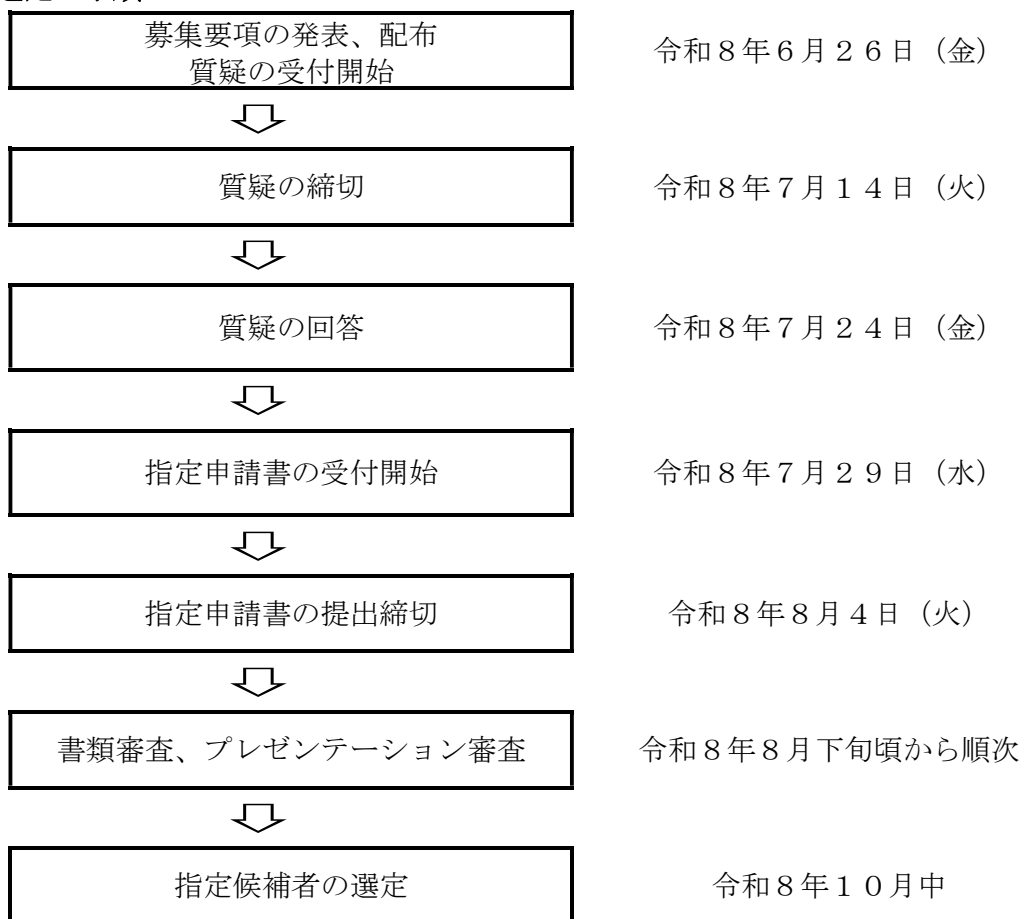 募集要項の発表、配布
質疑の受付開始
令和8年6月26日（金）
質疑の締切
令和8年7月14日（火）
質疑の回答
令和8年7月24日（金）
指定申請書の受付開始
令和8年7月29日（水）
指定申請書の提出締切
令和8年8月4日（火）
書類審査、プレゼンテーション審査
令和8年8月下旬頃から順次
指定候補者の選定
令和8年10月中